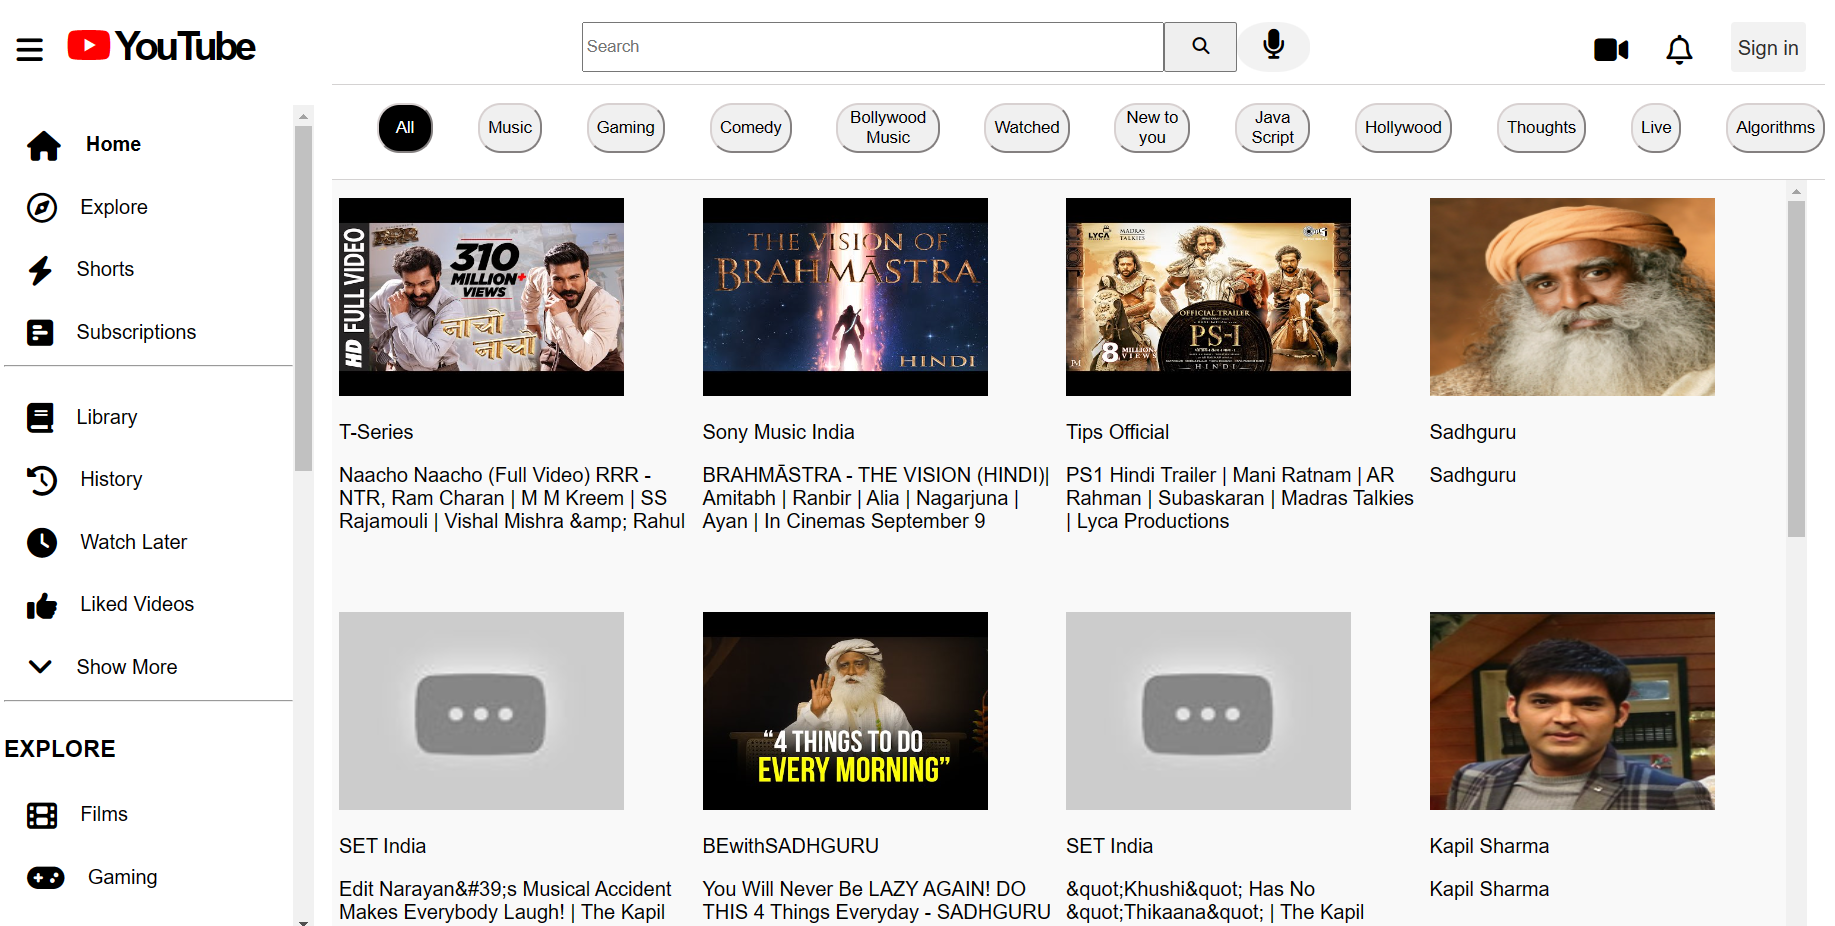 YouTube
Search
Sign in
Home
Explore
Shorts
Subscriptions
Library
History
Watch Later
Liked Videos
Show More
EXPLORE
Films
Gaming
All
Music
Gaming
Comedy
Bollywood
Music
Watched
New to
you
Java
Script
Hollywood
Thoughts
Live
Algorithms
HD FULL VIDEO
RRR
310
MILLION+
VIEWS
नाचो
नाचो
T-Series
Naacho Naacho (Full Video) RRR -
NTR, Ram Charan | M M Kreem | SS
Rajamouli | Vishal Mishra &amp; Rahul
THE VISION OF
BRAHMĀSTRA
HINDI
Sony Music India
BRAHMĀSTRA - THE VISION (HINDI)|
Amitabh | Ranbir | Alia | Nagarjuna |
Ayan | In Cinemas September 9
LYCA
MADRAS
TALKIES
OFFICIAL TRAILER
PS-I
8 MILLION
VIEWS
HINDI
Tips Official
PS1 Hindi Trailer | Mani Ratnam | AR
Rahman | Subaskaran | Madras Talkies
| Lyca Productions
Sadhguru
Sadhguru
SET India
Edit Narayan&#39;s Musical Accident
Makes Everybody Laugh! | The Kapil
“4 THINGS TO DO
EVERY MORNING”
BEwithSADHGURU
You Will Never Be LAZY AGAIN! DO
THIS 4 Things Everyday - SADHGURU
SET India
&quot;Khushi&quot; Has No
&quot;Thikaana&quot; | The Kapil
Kapil Sharma
Kapil Sharma